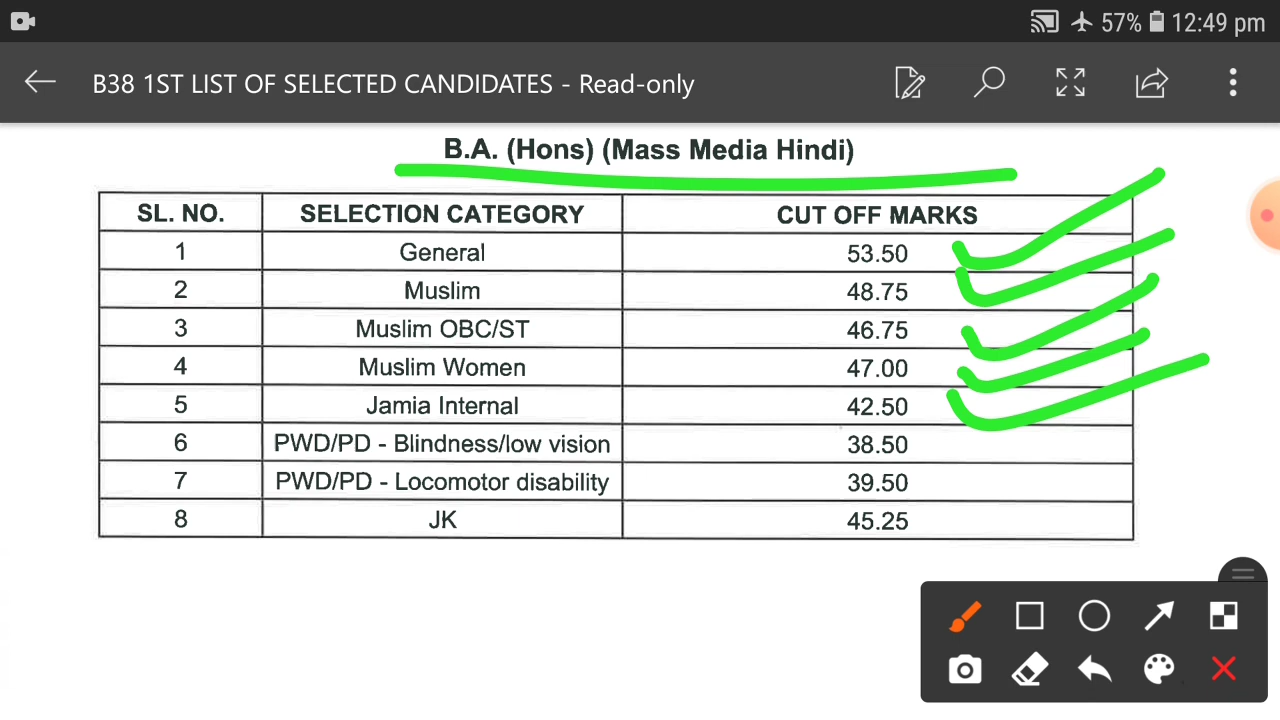 57% 12:49 pm
B38 1ST LIST OF SELECTED CANDIDATES - Read-only
B.A. (Hons) (Mass Media Hindi)
SL. NO. SELECTION CATEGORY CUT OFF MARKS
1 General 53.50
2 Muslim 48.75
3 Muslim OBC/ST 46.75
4 Muslim Women 47.00
5 Jamia Internal 42.50
6 PWD/PD - Blindness/low vision 38.50
7 PWD/PD - Locomotor disability 39.50
8 JK 45.25